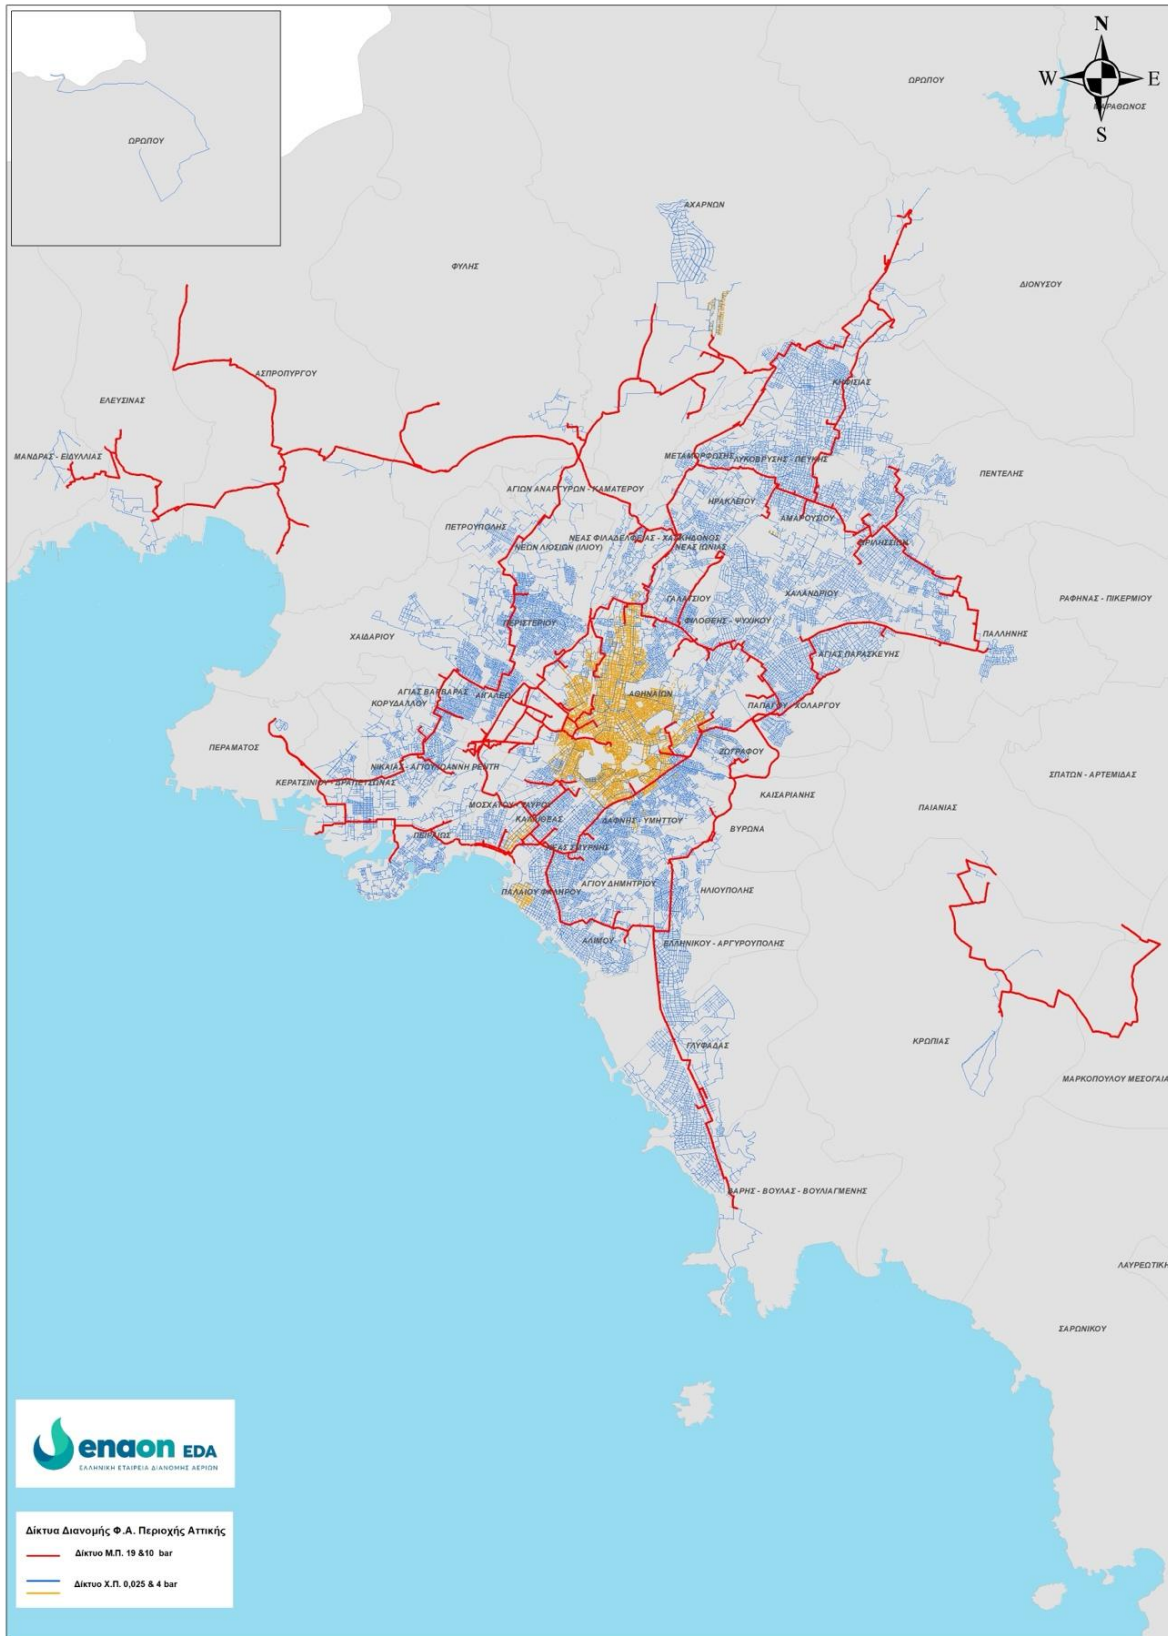 N
W E
S
ΩΡΩΠΟΥ
ΜΑΡΑΘΩΝΟΣ
ΩΡΩΠΟΥ
ΑΧΑΡΝΩΝ
ΦΥΛΗΣ
ΔΙΟΝΥΣΟΥ
ΑΣΠΡΟΠΥΡΓΟΥ
ΚΗΦΙΣΙΑΣ
ΕΛΕΥΣΙΝΑΣ
ΜΑΝΔΡΑΣ - ΕΙΔΥΛΛΙΑΣ
ΜΕΤΑΜΟΡΦΩΣΗΣ
ΛΥΚΟΒΡΥΣΗΣ - ΠΕΥΚΗΣ
ΠΕΝΤΕΛΗΣ
ΑΓΙΩΝ ΑΝΑΡΓΥΡΩΝ - ΚΑΜΑΤΕΡΟΥ
ΗΡΑΚΛΕΙΟΥ
ΑΜΑΡΟΥΣΙΟΥ
ΠΕΤΡΟΥΠΟΛΗΣ
ΝΕΑΣ ΦΙΛΑΔΕΛΦΕΙΑΣ - ΧΑΛΚΗΔΟΝΟΣ
ΒΡΙΛΗΣΣΙΩΝ
ΝΕΩΝ ΛΙΟΣΙΩΝ (ΙΛΙΟΥ)
ΝΕΑΣ ΙΩΝΙΑΣ
ΧΑΛΑΝΔΡΙΟΥ
ΓΑΛΑΤΣΙΟΥ
ΡΑΦΗΝΑΣ - ΠΙΚΕΡΜΙΟΥ
ΠΕΡΙΣΤΕΡΙΟΥ
ΦΙΛΟΘΕΗΣ - ΨΥΧΙΚΟΥ
ΠΑΛΛΗΝΗΣ
ΧΑΙΔΑΡΙΟΥ
ΑΓΙΑΣ ΠΑΡΑΣΚΕΥΗΣ
ΑΓΙΑΣ ΒΑΡΒΑΡΑΣ
ΑΙΓΑΛΕΩ
ΑΘΗΝΑΙΩΝ
ΚΟΡΥΔΑΛΛΟΥ
ΠΑΠΑΓΟΥ - ΧΟΛΑΡΓΟΥ
ΠΕΡΑΜΑΤΟΣ
ΖΩΓΡΑΦΟΥ
ΝΙΚΑΙΑΣ - ΑΓΙΟΥ ΙΩΑΝΝΗ ΡΕΝΤΗ
ΣΠΑΤΩΝ - ΑΡΤΕΜΙΔΑΣ
ΚΕΡΑΤΣΙΝΙΟΥ - ΔΡΑΠΕΤΣΩΝΑΣ
ΚΑΙΣΑΡΙΑΝΗΣ
ΜΟΣΧΑΤΟΥ - ΤΑΥΡΟΥ
ΠΑΙΑΝΙΑΣ
ΚΑΛΛΙΘΕΑΣ
ΔΑΦΝΗΣ - ΥΜΗΤΤΟΥ
ΒΥΡΩΝΑ
ΠΕΙΡΑΙΩΣ
ΝΕΑΣ ΣΜΥΡΝΗΣ
ΑΓΙΟΥ ΔΗΜΗΤΡΙΟΥ
ΗΛΙΟΥΠΟΛΗΣ
ΠΑΛΑΙΟΥ ΦΑΛΗΡΟΥ
ΑΛΙΜΟΥ
ΕΛΛΗΝΙΚΟΥ - ΑΡΓΥΡΟΥΠΟΛΗΣ
ΓΛΥΦΑΔΑΣ
ΚΡΩΠΙΑΣ
ΜΑΡΚΟΠΟΥΛΟΥ ΜΕΣΟΓΑΙΑ
ΒΑΡΗΣ - ΒΟΥΛΑΣ - ΒΟΥΛΙΑΓΜΕΝΗΣ
ΛΑΥΡΕΩΤΙΚΗ
ΣΑΡΩΝΙΚΟΥ
enaon EDA
ΕΛΛΗΝΙΚΗ ΕΤΑΙΡΕΙΑ ΔΙΑΝΟΜΗΣ ΑΕΡΙΩΝ
Δίκτυα Διανομής Φ.Α. Περιοχής Αττικής
Δίκτυο Μ.Π. 19 &10 bar
Δίκτυο Χ.Π. 0,025 & 4 bar